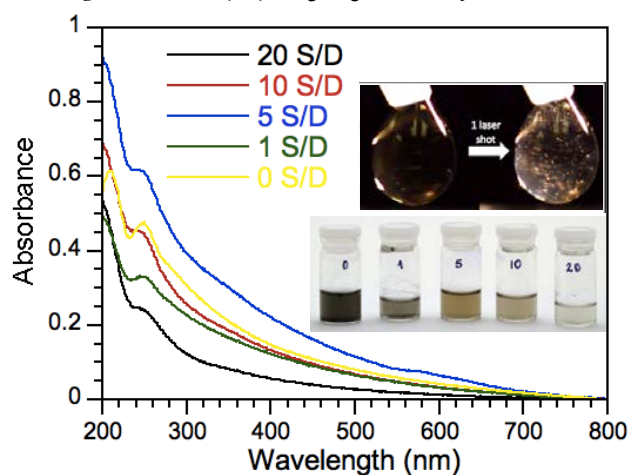 1
0.8
0.6
0.4
0.2
0
Absorbance
20 S/D
10 S/D
5 S/D
1 S/D
0 S/D
1 laser
shot
0 1 5 10 20
200 300 400 500 600 700 800
Wavelength (nm)